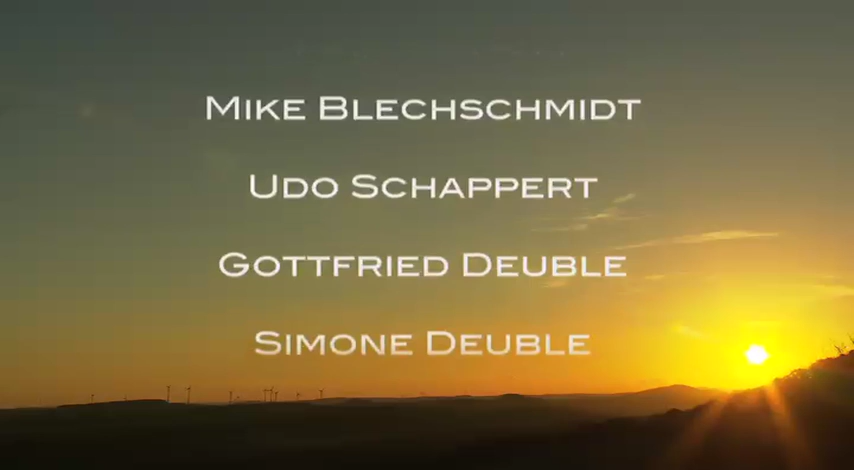 Mike Blechschmidt
Udo Schappert
Gottfried Deuble
Simone Deuble